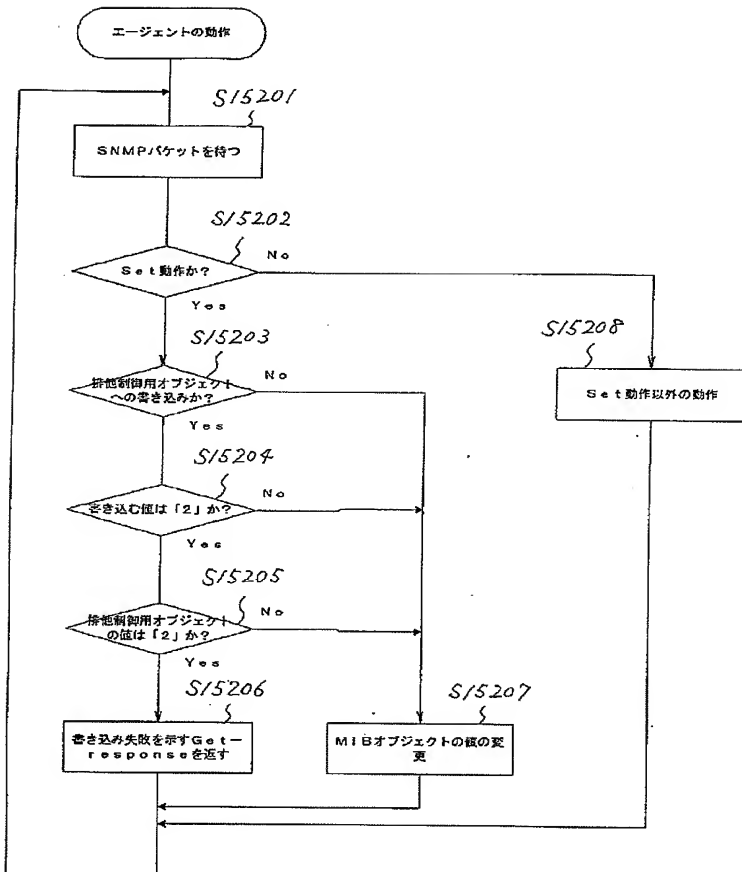 エージェントの動作
S15201
SNMPパケットを待つ
S15202
Set動作か?
No
Yes
S15203
排他制御用オブジェクト
への書き込みか?
No
Yes
S15208
Set動作以外の動作
S15204
書き込む値は「2」か?
No
Yes
S15205
排他制御用オブジェクト
の値は「2」か?
No
Yes
S15206
書き込み失敗を示すGet-
responseを返す
S15207
MIBオブジェクトの値の変
更